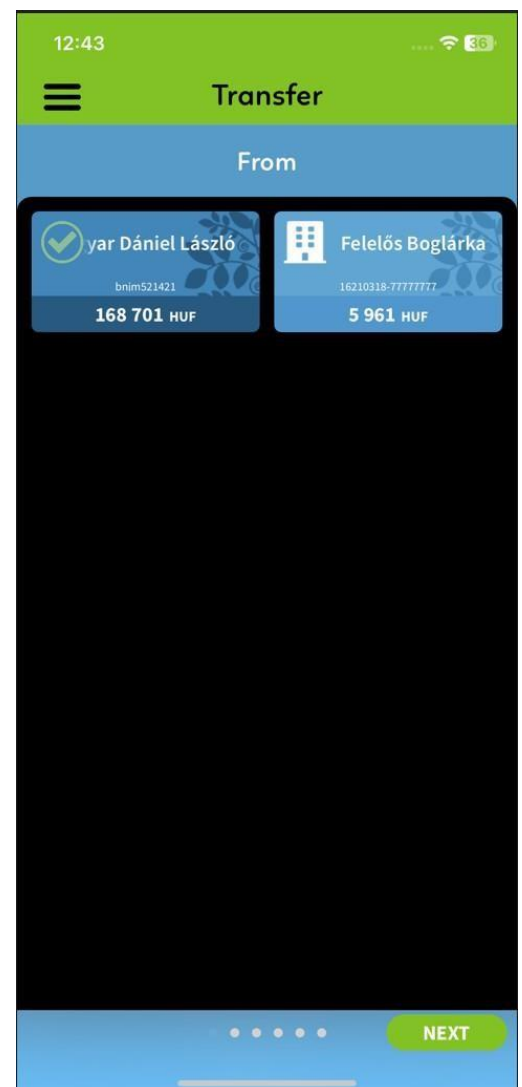 12:43
36
Transfer
From
yar Dániel László
bnim521421
168 701 HUF
Felelős Boglárka
16210318-77777777
5 961 HUF
NEXT